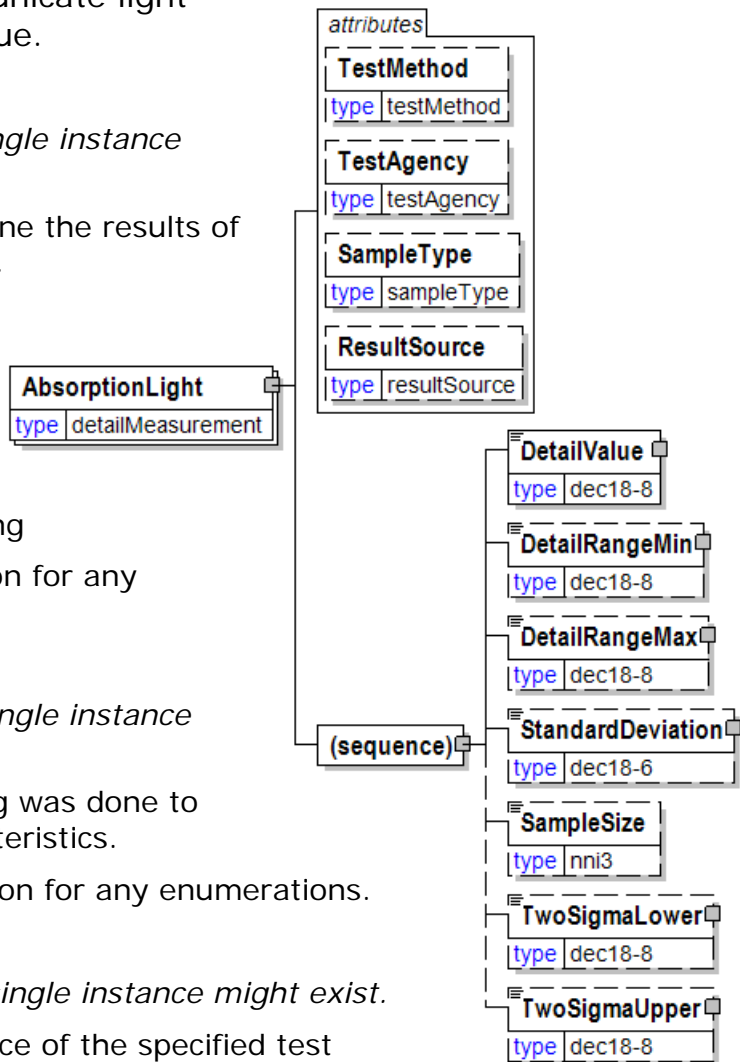 municate light
ue.
ngle instance
ne the results of
ng
on for any
ngle instance
g was done to
teristics.
on for any enumerations.
single instance might exist.
ce of the specified test
attributes
TestMethod
type testMethod
TestAgency
type testAgency
SampleType
type sampleType
ResultSource
type resultSource
AbsorptionLight
type detailMeasurement
(sequence)
DetailValue
type dec18-8
DetailRangeMin
type dec18-8
DetailRangeMax
type dec18-8
StandardDeviation
type dec18-6
SampleSize
type nni3
TwoSigmaLower
type dec18-8
TwoSigmaUpper
type dec18-8